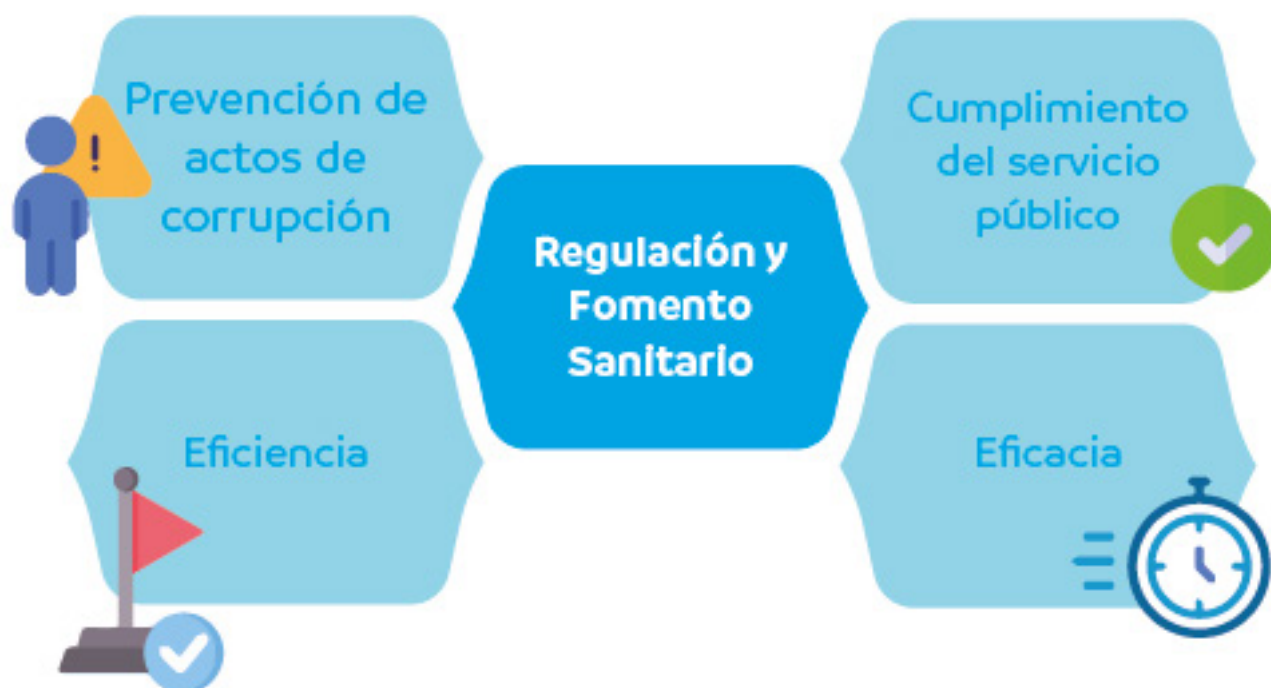 Prevención de
actos de
corrupción
Cumplimiento
del servicio
público
Regulación y
Fomento
Sanitario
Eficiencia
Eficacia